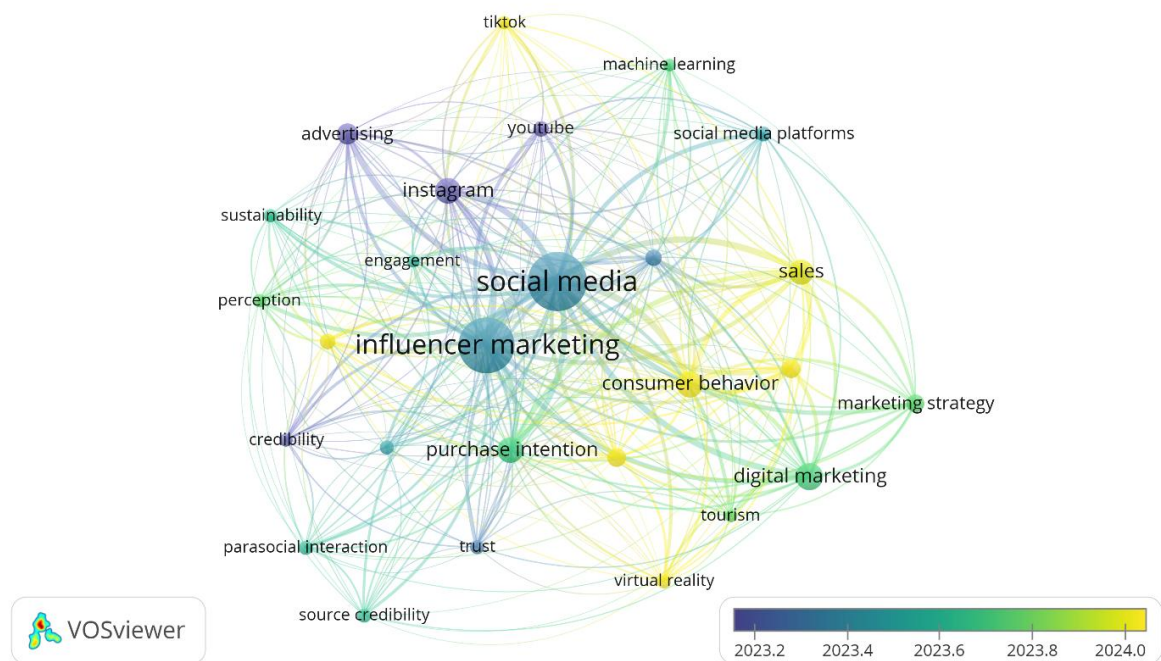 tiktok
machine learning
advertising
youtube
social media platforms
instagram
sustainability
engagement
social media
sales
perception
influencer marketing
consumer behavior
marketing strategy
credibility
purchase intention
digital marketing
tourism
parasocial interaction
trust
virtual reality
source credibility
VOSviewer
2023.2 2023.4 2023.6 2023.8 2024.0